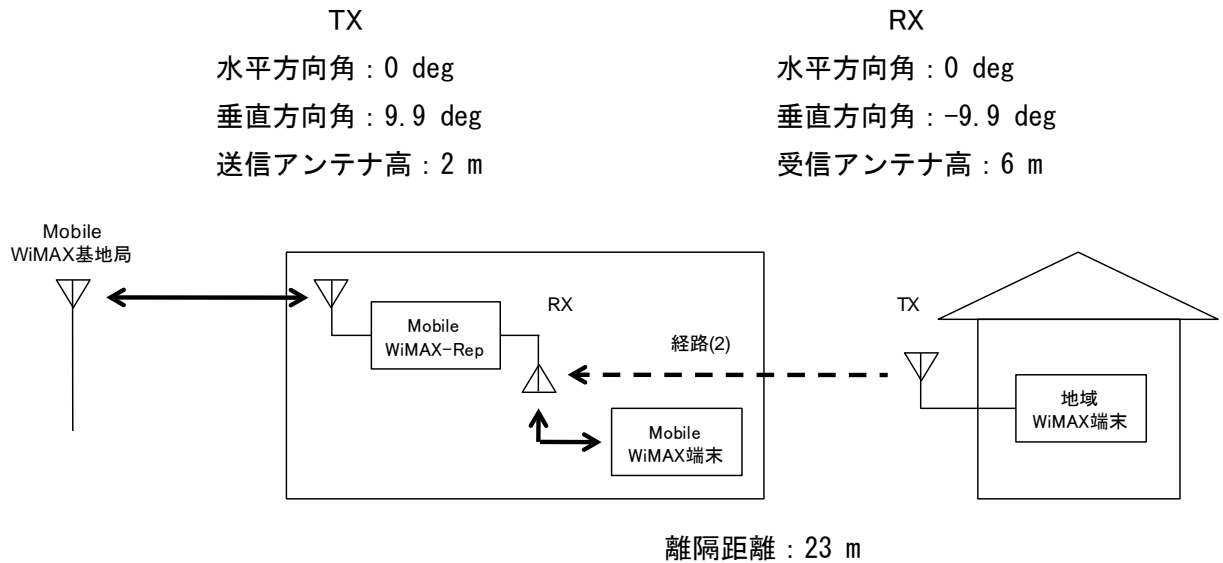 TX
水平方向角：0 deg
垂直方向角：9.9 deg
送信アンテナ高：2 m
RX
水平方向角：0 deg
垂直方向角：-9.9 deg
受信アンテナ高：6 m
Mobile
WiMAX基地局
Mobile
WiMAX-Rep
RX
Mobile
WiMAX端末
経路(2)
TX
地域
WiMAX端末
離隔距離：23 m